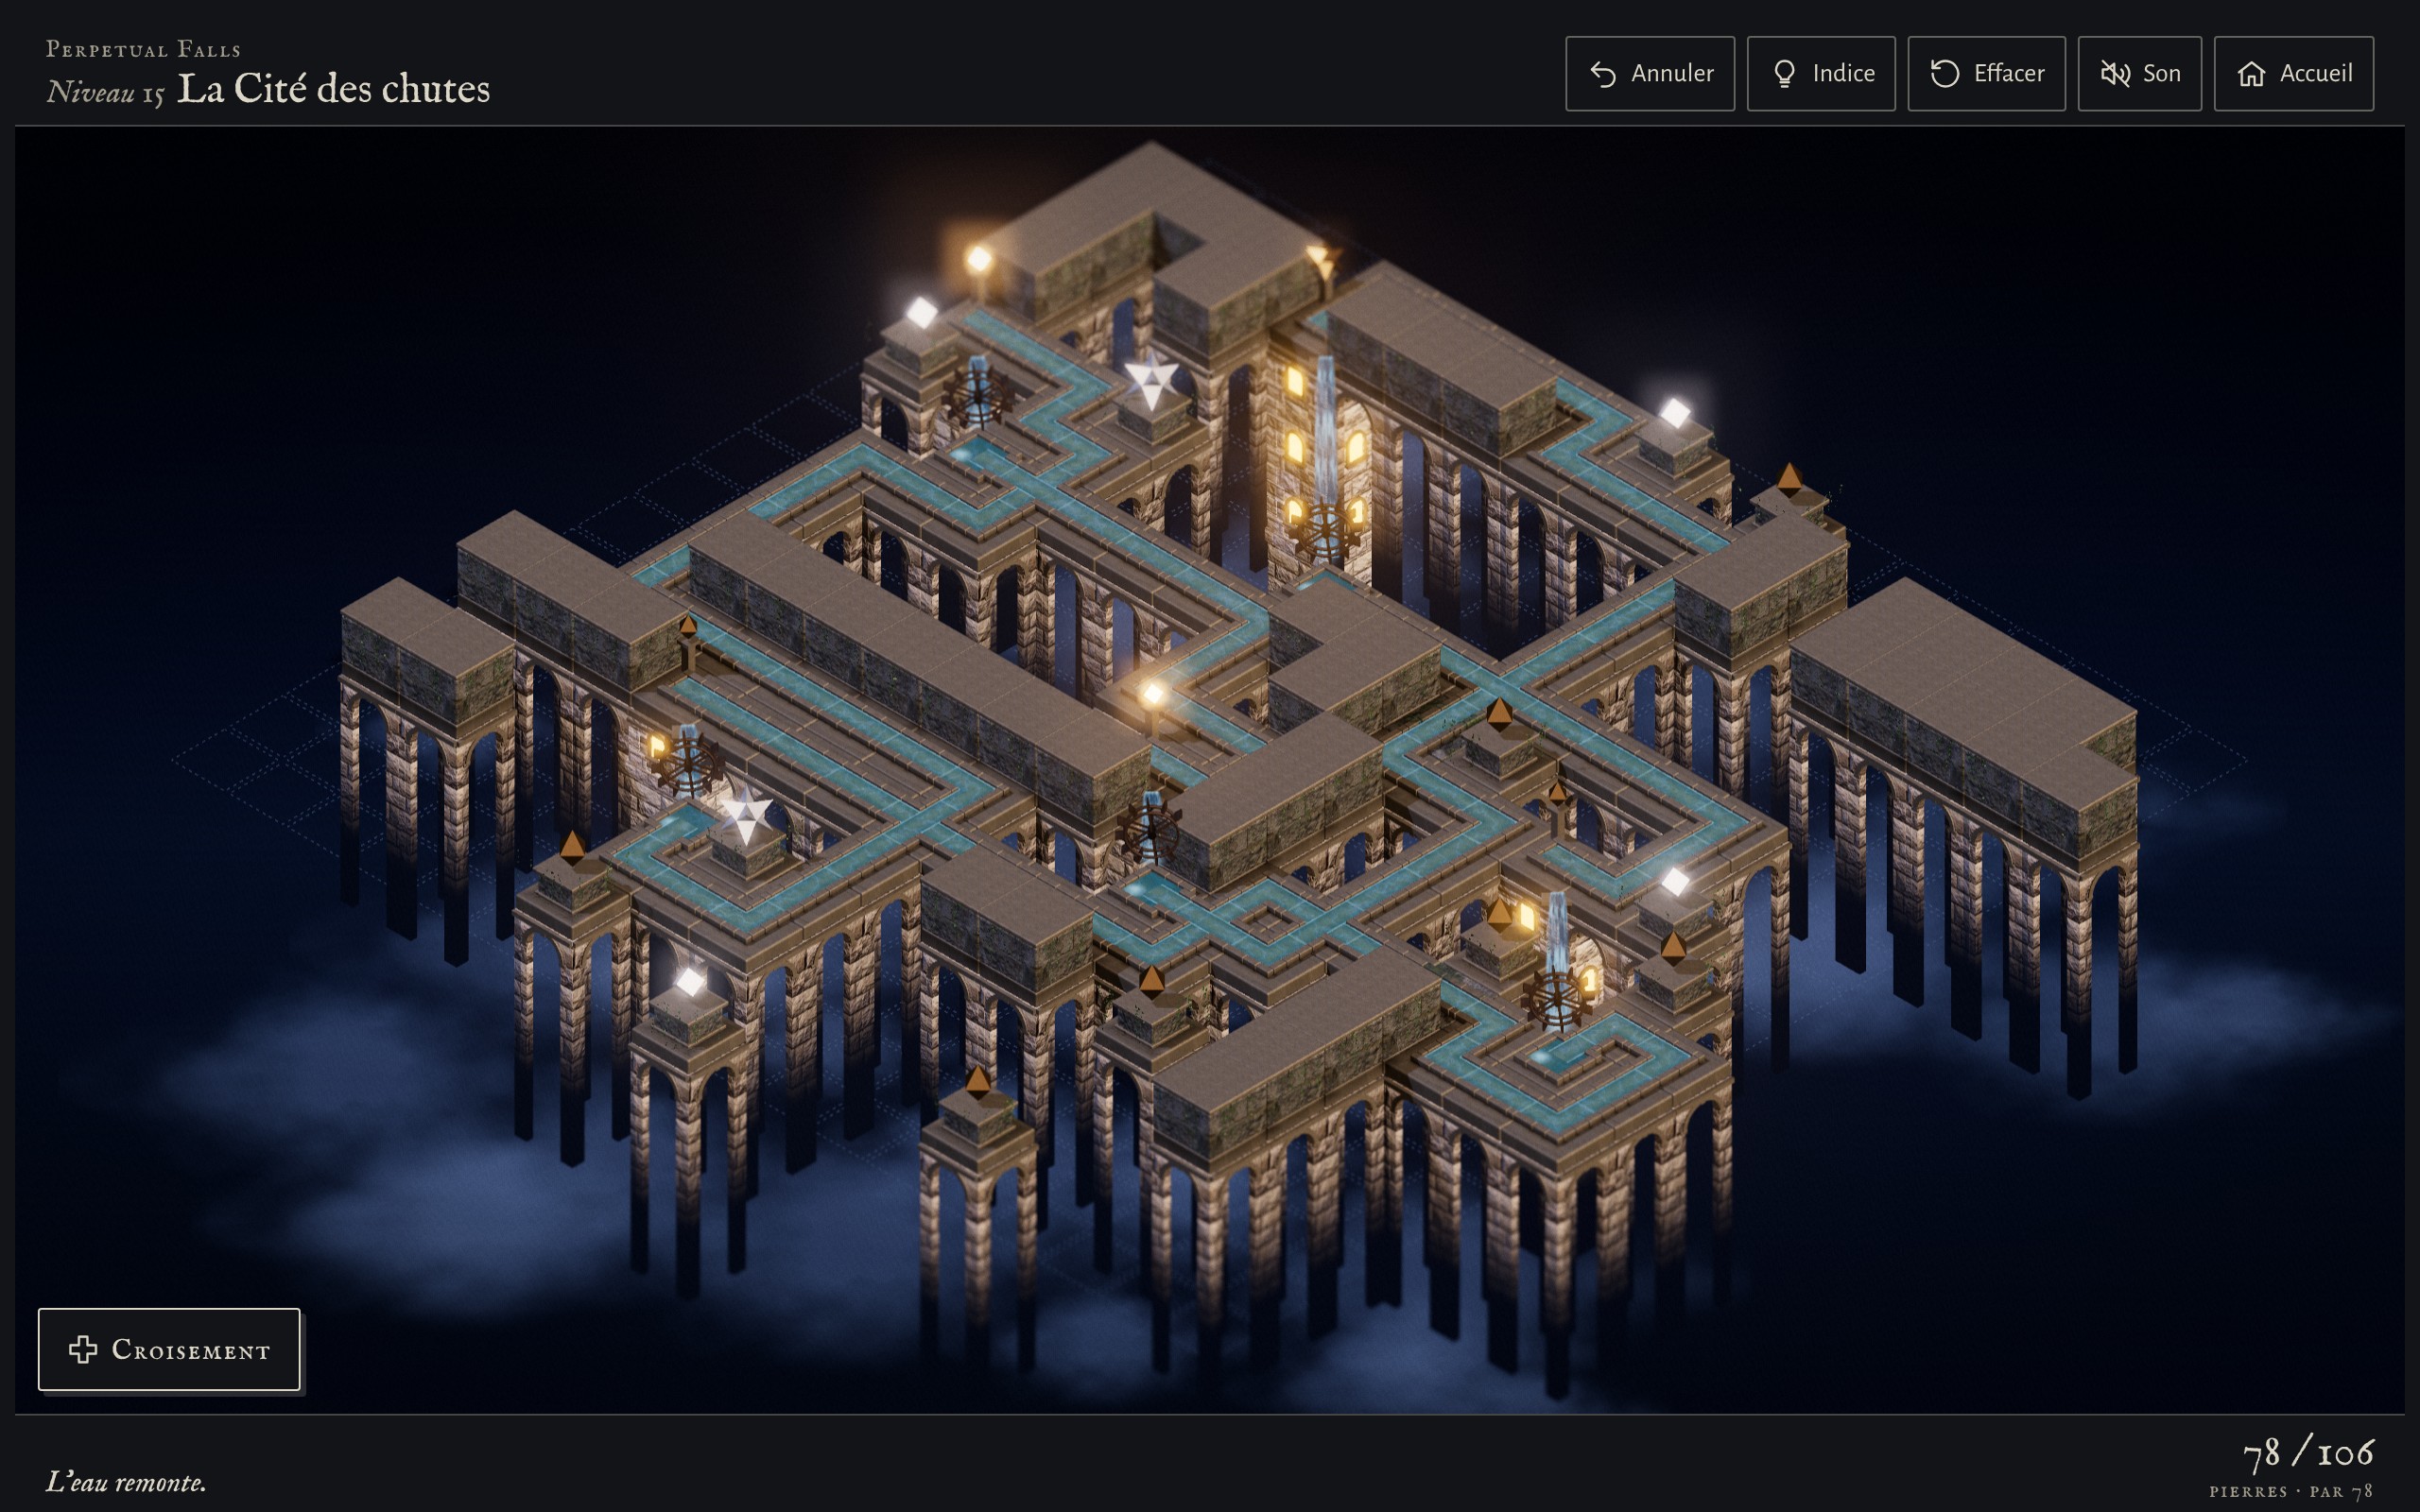 Perpetual Falls
Niveau 15 La Cité des chutes
Annuler
Indice
Effacer
Son
Accueil
Croisement
L'eau remonte.
78 / 106
PIERRES · PAR 78